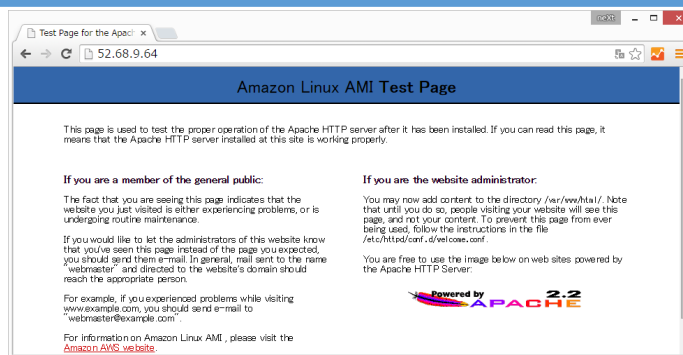 neXt
Test Page for the Apach
52.68.9.64
Amazon Linux AMI Test Page
This page is used to test the proper operation of the Apache HTTP server after it has been installed. If you can read this page, it
means that the Apache HTTP server installed at this site is working properly.
If you are a member of the general public:
The fact that you are seeing this page indicates that the
website you just visited is either experiencing problems, or is
undergoing routine maintenance.
If you would like to let the administrators of this website know
that you've seen this page instead of the page you expected,
you should send them e-mail. In general, mail sent to the name
"webmaster" and directed to the website's domain should
reach the appropriate person.
For example, if you experienced problems while visiting
www.example.com, you should send e-mail to
"webmaster@example.com".
For information on Amazon Linux AMI , please visit the
Amazon AWS website.
If you are the website administrator:
You may now add content to the directory /var/www/html/. Note
that until you do so, people visiting your website will see this
page, and not your content. To prevent this page from ever
being used, follow the instructions in the file
/etc/httpd/conf.d/welcome.conf.
You are free to use the image below on web sites powered by
the Apache HTTP Server:
Powered by 2.2
APACHE